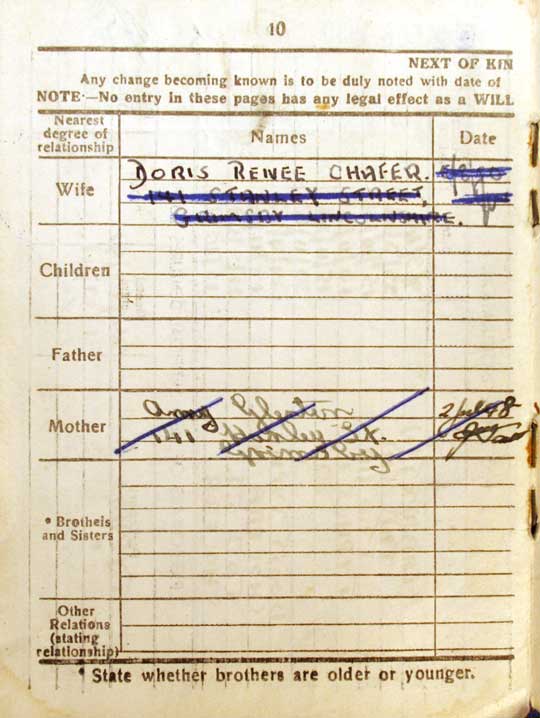 10
NEXT OF KIN
Any change becoming known is to be duly noted with date of
NOTE.—No entry in these pages has any legal effect as a WILL
Nearest degree of relationship
Names
Date
Wife
DORIS RENEE CHAFER.
141 STANLEY STREET,
GRIMSBY LINCOLNSHIRE.
Children
Father
Mother
Amy
141 Stanley St.
Grimsby
* Brothers and Sisters
Other Relations (stating relationship)
* State whether brothers are older or younger.